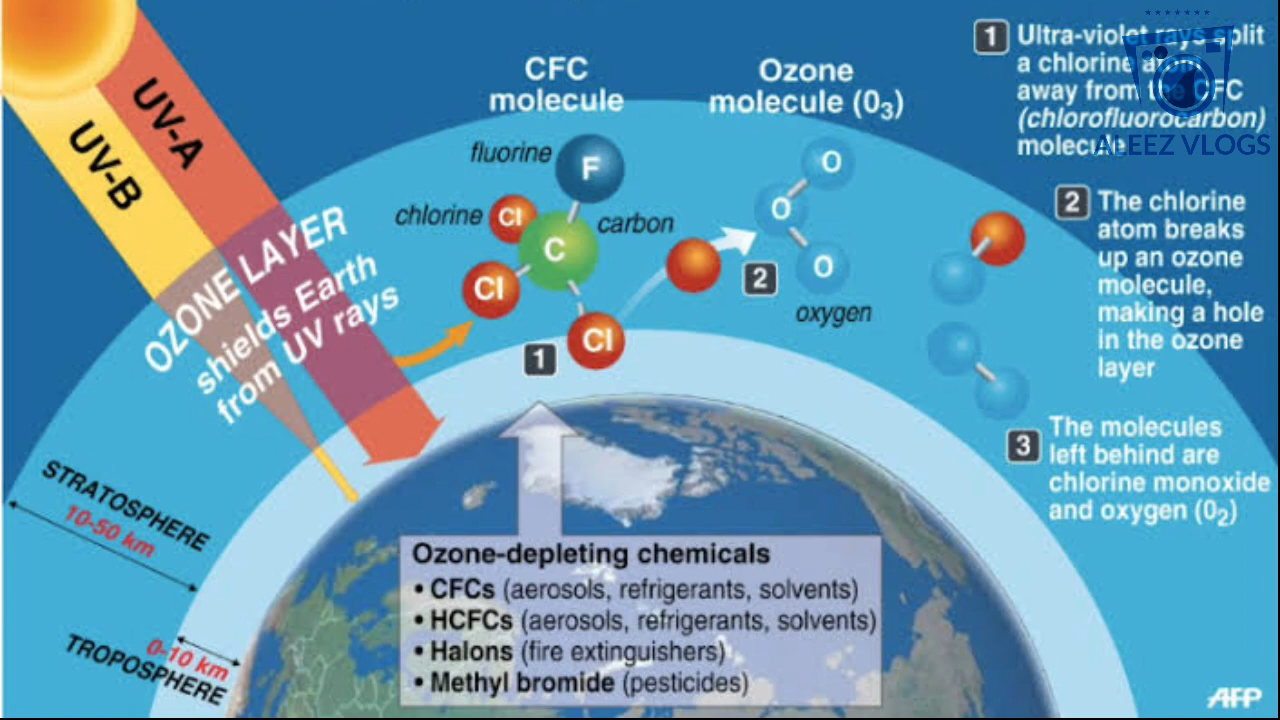 UV-A
UV-B
OZONE LAYER
shields Earth
from UV rays
STRATOSPHERE
10-50 km
0-10 km
TROPOSPHERE
CFC
molecule
fluorine
F
chlorine
Cl
carbon
C
Cl
Cl
1
Ozone
molecule (0₃)
O
O
O
2
oxygen
1 Ultra-violet rays split
a chlorine atom
away from the CFC
(chlorofluorocarbon)
molecule
ALEEZ VLOGS
2 The chlorine
atom breaks
up an ozone
molecule,
making a hole
in the ozone
layer
3 The molecules
left behind are
chlorine monoxide
and oxygen (0₂)
Ozone-depleting chemicals
• CFCs (aerosols, refrigerants, solvents)
• HCFCs (aerosols, refrigerants, solvents)
• Halons (fire extinguishers)
• Methyl bromide (pesticides)
AFP